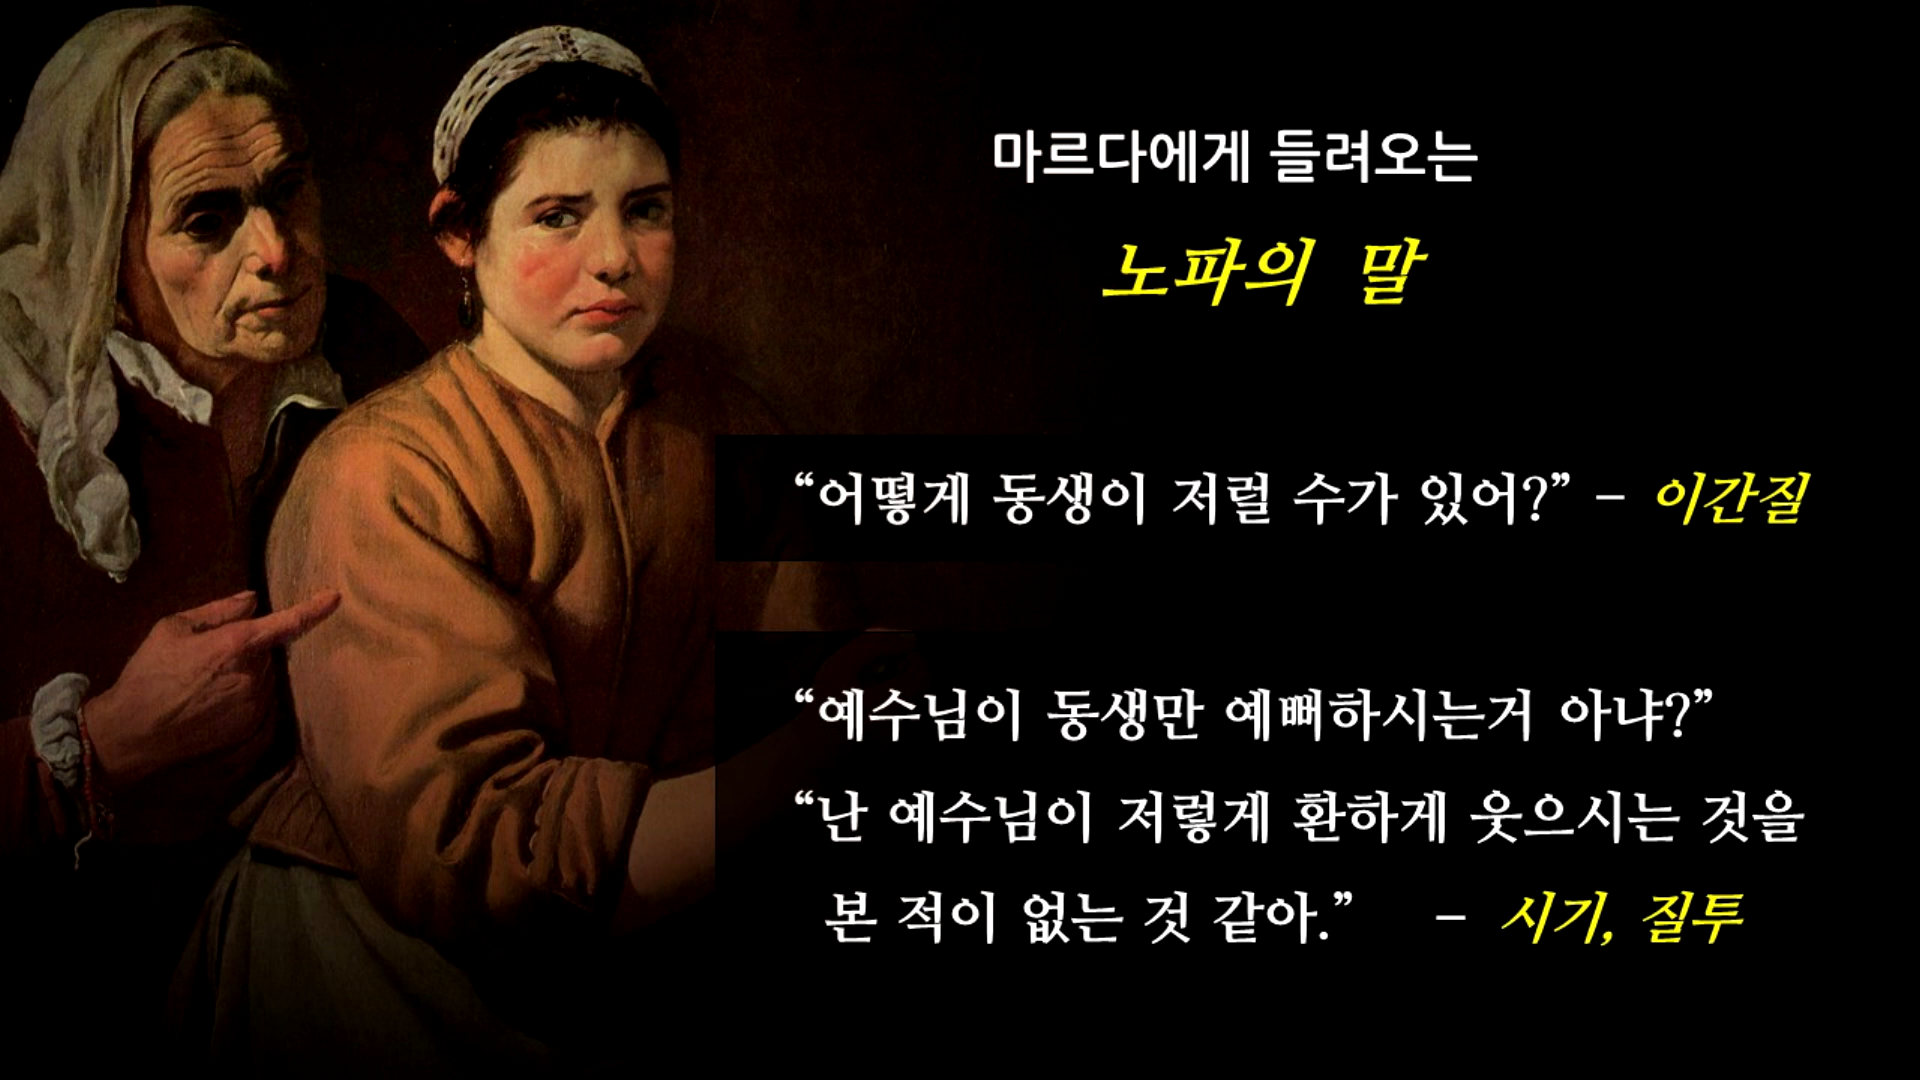 마르다에게 들려오는
노파의 말
“어떻게 동생이 저럴 수가 있어?” - 이간질
“예수님이 동생만 예뻐하시는거 아냐?”
“난 예수님이 저렇게 환하게 웃으시는 것을
본 적이 없는 것 같아.” - 시기, 질투